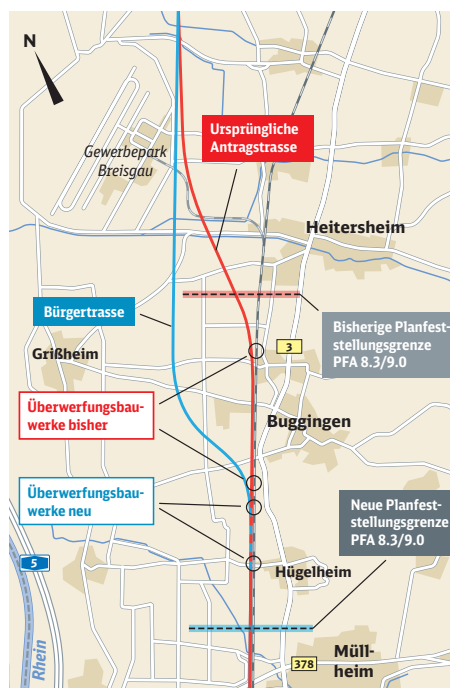 N
Ursprüngliche
Antragstrasse
Gewerbepark
Breisgau
Heitersheim
Bürgertrasse
Bisherige Planfest-
stellungsgrenze
PFA 8.3/9.0
3
Grißheim
Überwerfungsbau-
werke bisher
Buggingen
Überwerfungsbau-
werke neu
Neue Planfest-
stellungsgrenze
PFA 8.3/9.0
5
Hügelheim
Rhein
378
Müll-
heim